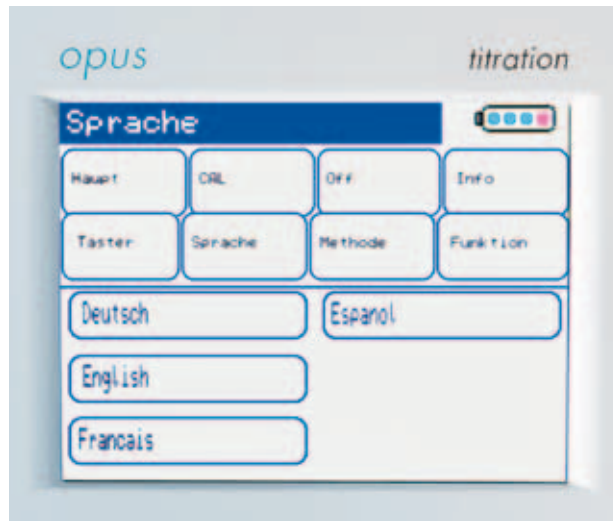 opus titration
Sprache
Haupt CAL Off Info
Taster Sprache Methode Funktion
Deutsch Espanol
English
Francais